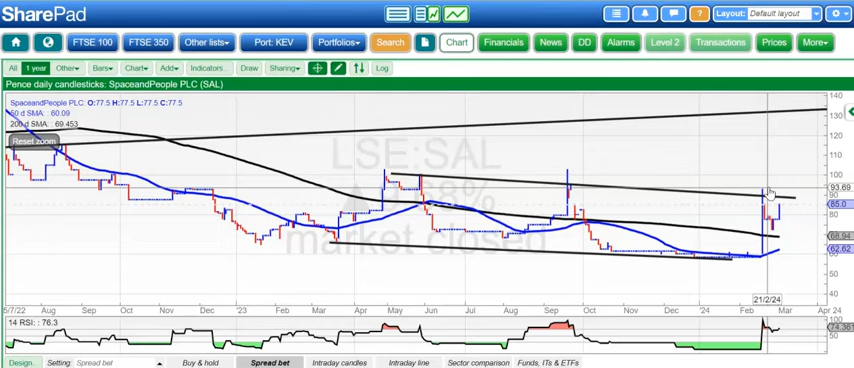 SharePad
Layout: Default layout
FTSE 100 FTSE 350 Other lists Port: KEV Portfolios Search Chart Financials News DD Alarms Level 2 Transactions Prices More
All 1 year Other Bars Chart Add Indicators.. Draw Sharing Log
Pence daily candlesticks: SpaceandPeople PLC (SAL)
SpaceandPeople PLC: O:77.5 H:77.5 L:77.5 C:77.5
50 d SMA: : 60.09
200 d SMA: : 69.453
Reset zoom
LSE:SAL
68%
market closed
140
130
120
110
100
93.69
90
85.0
80
68.94
62.62
50
40
21/2/24
5/7/22 Aug Sep Oct Nov Dec '23 Feb Mar Apr May Jun Jul Aug Sep Oct Nov Dec '24 Feb Mar Apr 24
14 RSI: : 76.3
100
74.361
50
Design. Setting: Spread bet Buy & hold Spread bet Intraday candles Intraday line Sector comparison Funds, ITs & ETFs